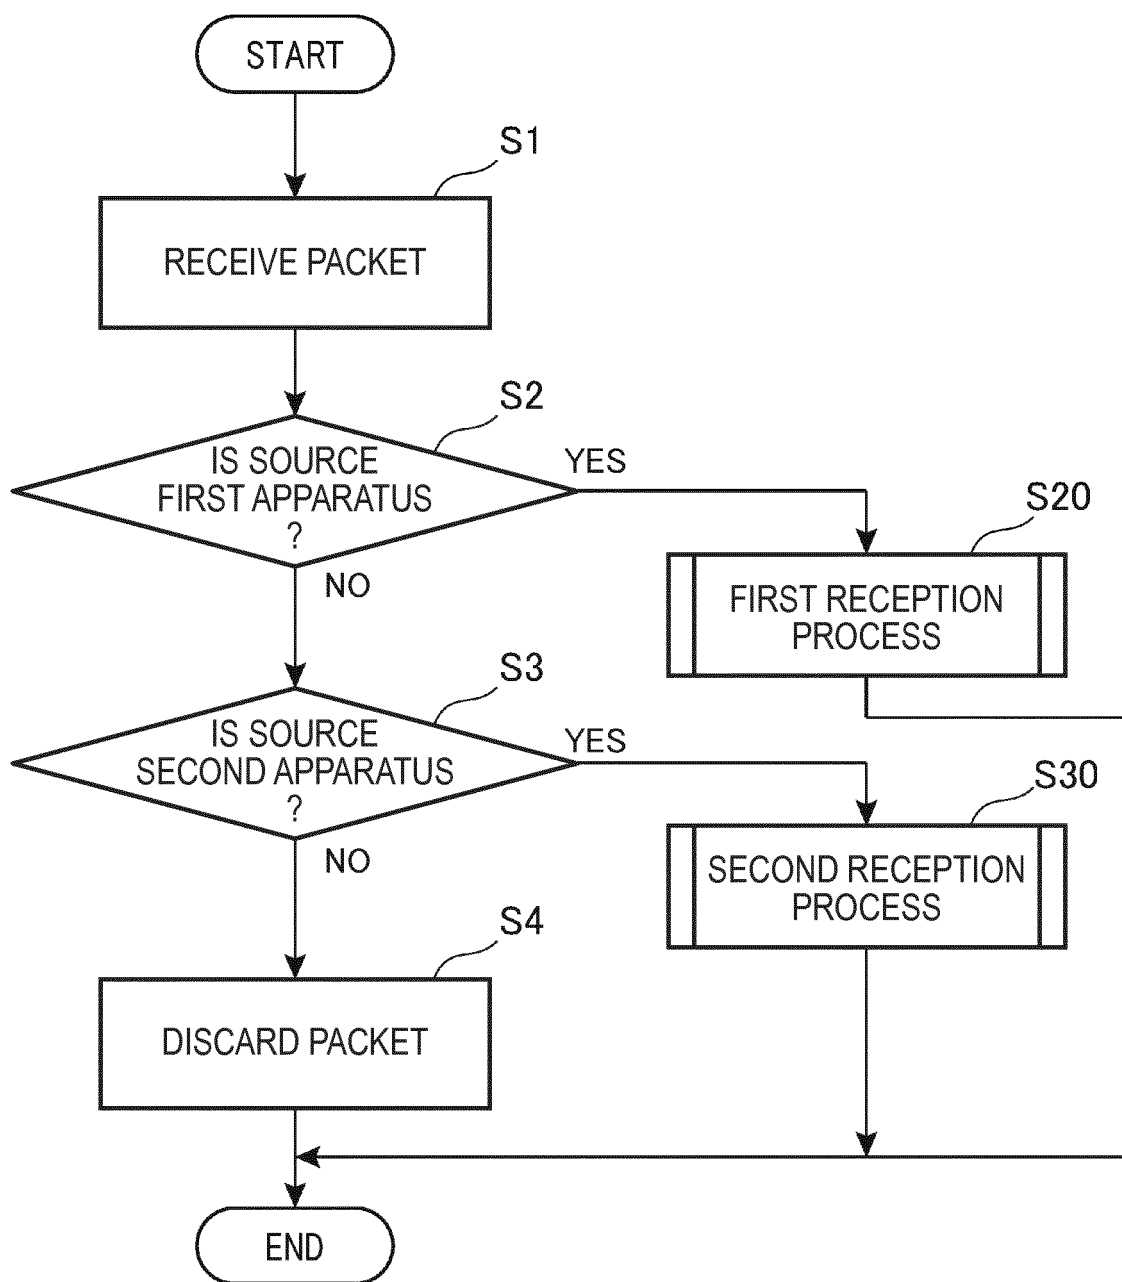 START
S1
RECEIVE PACKET
S2
IS SOURCE
FIRST APPARATUS
?
YES
NO
S20
FIRST RECEPTION
PROCESS
S3
IS SOURCE
SECOND APPARATUS
?
YES
NO
S30
SECOND RECEPTION
PROCESS
S4
DISCARD PACKET
END